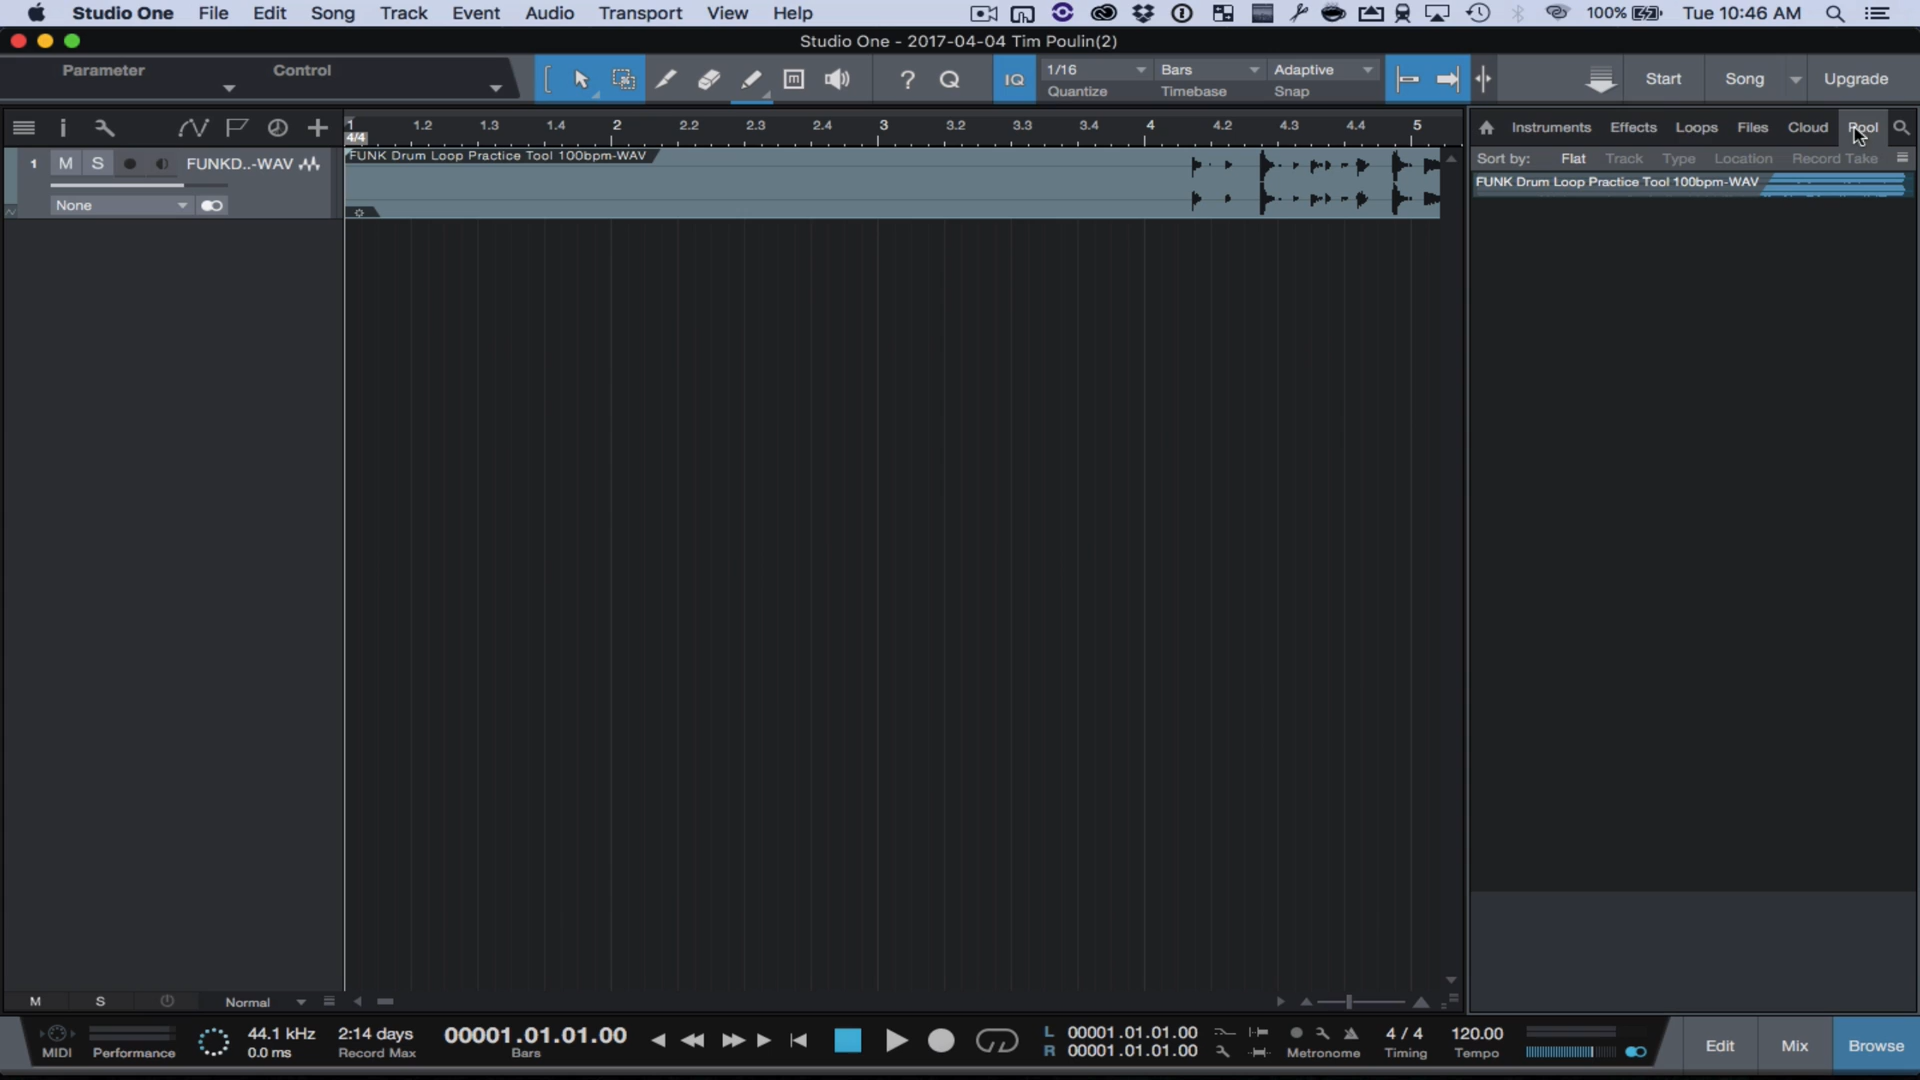 Studio One File Edit Song Track Event Audio Transport View Help 100% Tue 10:46 AM
Studio One - 2017-04-04 Tim Poulin(2)
Parameter Control
1/16 Bars Adaptive
Quantize Timebase Snap
IQ
Start Song Upgrade
1 1.2 1.3 1.4 2 2.2 2.3 2.4 3 3.2 3.3 3.4 4 4.2 4.3 4.4 5
4/4
Instruments Effects Loops Files Cloud Pool
Sort by: Flat Track Type Location Record Take
1 M S FUNKD..-WAV
None
FUNK Drum Loop Practice Tool 100bpm-WAV
FUNK Drum Loop Practice Tool 100bpm-WAV
M S Normal
MIDI Performance
44.1 kHz
0.0 ms
2:14 days
Record Max
00001.01.01.00
Bars
L 00001.01.01.00
R 00001.01.01.00
Metronome
4 / 4
Timing
120.00
Tempo
Edit Mix Browse